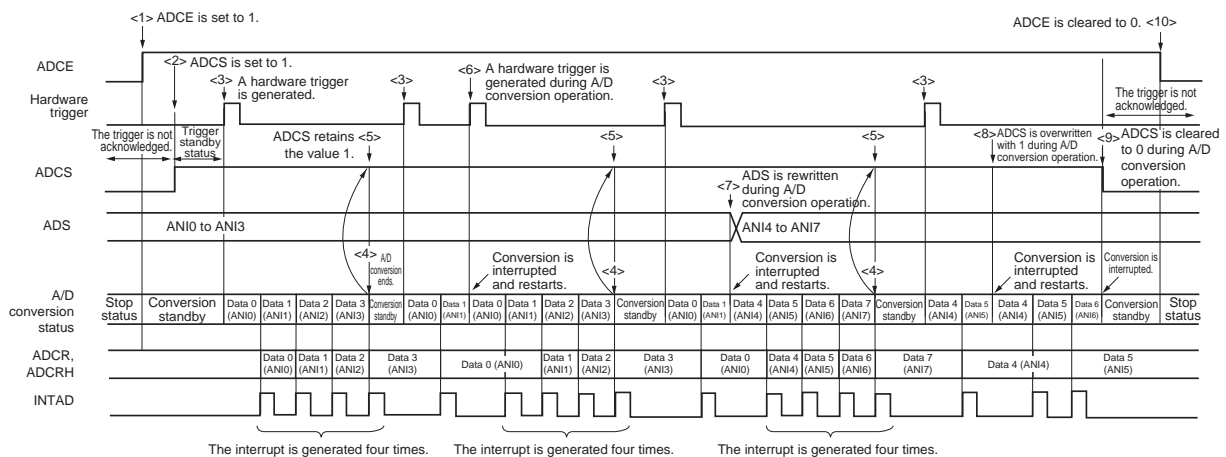 <1> ADCE is set to 1.
ADCE is cleared to 0. <10>
ADCE
<2> ADCS is set to 1.
<3> A hardware trigger
is generated.
<3>
<6> A hardware trigger is
generated during A/D
conversion operation.
<3>
<3>
The trigger is not
acknowledged.
Hardware
trigger
The trigger is not
acknowledged.
Trigger
standby
status
ADCS retains <5>
the value 1.
<5>
<5>
<8> ADCS is overwritten
with 1 during A/D
conversion operation.
<9> ADCS is cleared
to 0 during A/D
conversion
operation.
ADCS
<7> ADS is rewritten
during A/D
conversion operation.
ADS
ANI0 to ANI3
ANI4 to ANI7
<4> A/D
conversion
ends.
Conversion is
interrupted
and restarts.
<4>
Conversion is
interrupted
and restarts.
<4>
Conversion is
interrupted
and restarts.
Conversion is
interrupted.
A/D
conversion
status
Stop
status
Conversion
standby
Data 0
(ANI0)
Data 1
(ANI1)
Data 2
(ANI2)
Data 3
(ANI3)
Conversion
standby
Data 0
(ANI0)
Data 1
(ANI1)
Data 0
(ANI0)
Data 1
(ANI1)
Data 2
(ANI2)
Data 3
(ANI3)
Conversion
standby
Data 0
(ANI0)
Data 1
(ANI1)
Data 4
(ANI4)
Data 5
(ANI5)
Data 6
(ANI6)
Data 7
(ANI7)
Conversion
standby
Data 4
(ANI4)
Data 5
(ANI5)
Data 4
(ANI4)
Data 5
(ANI5)
Data 6
(ANI6)
Conversion
standby
Stop
status
ADCR,
ADCRH
Data 0
(ANI0)
Data 1
(ANI1)
Data 2
(ANI2)
Data 3
(ANI3)
Data 0 (ANI0)
Data 1
(ANI1)
Data 2
(ANI2)
Data 3
(ANI3)
Data 0
(ANI0)
Data 4
(ANI4)
Data 5
(ANI5)
Data 6
(ANI6)
Data 7
(ANI7)
Data 4 (ANI4)
Data 5
(ANI5)
INTAD
The interrupt is generated four times.
The interrupt is generated four times.
The interrupt is generated four times.